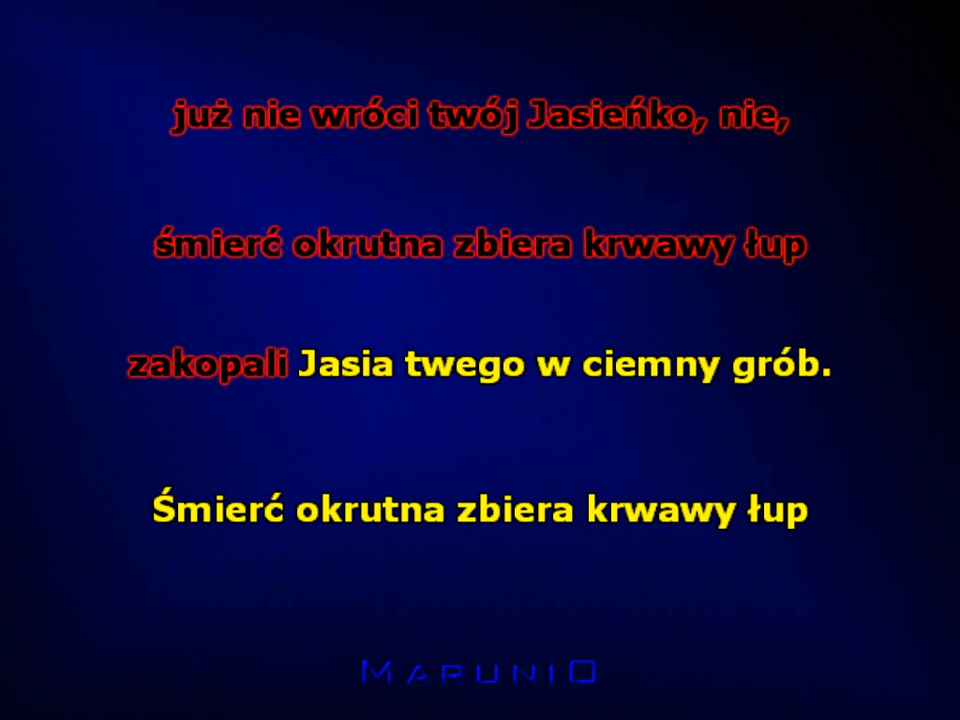 już nie wróci twój Jasieńko, nie,
śmierć okrutna zbiera krwawy łup
zakopali Jasia twego w ciemny grób.
Śmierć okrutna zbiera krwawy łup
MARUNIO